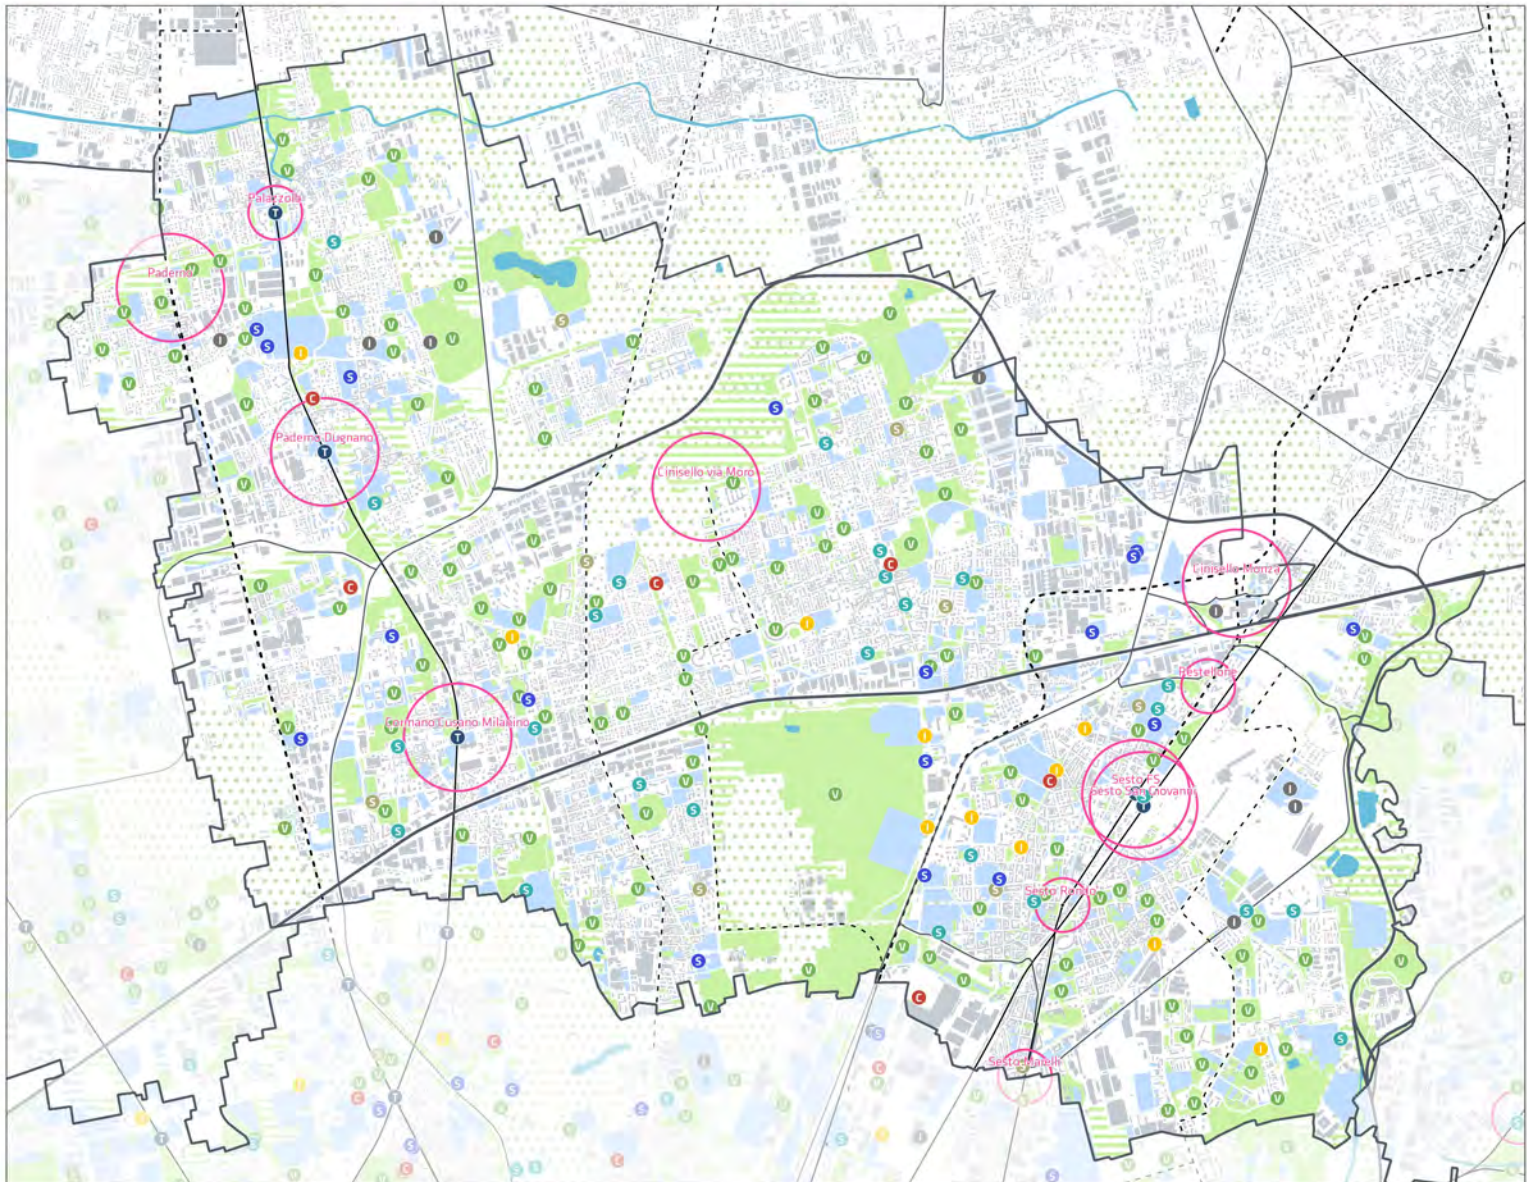 Palazzolo
Paderno
Paderno Dugnano
Cinisello via Moro
Cinisello Monza
Restellone
Cormano Cusano Milanino
Sesto FS
Sesto San Giovanni
Sesto Rondò
Sesto Marelli